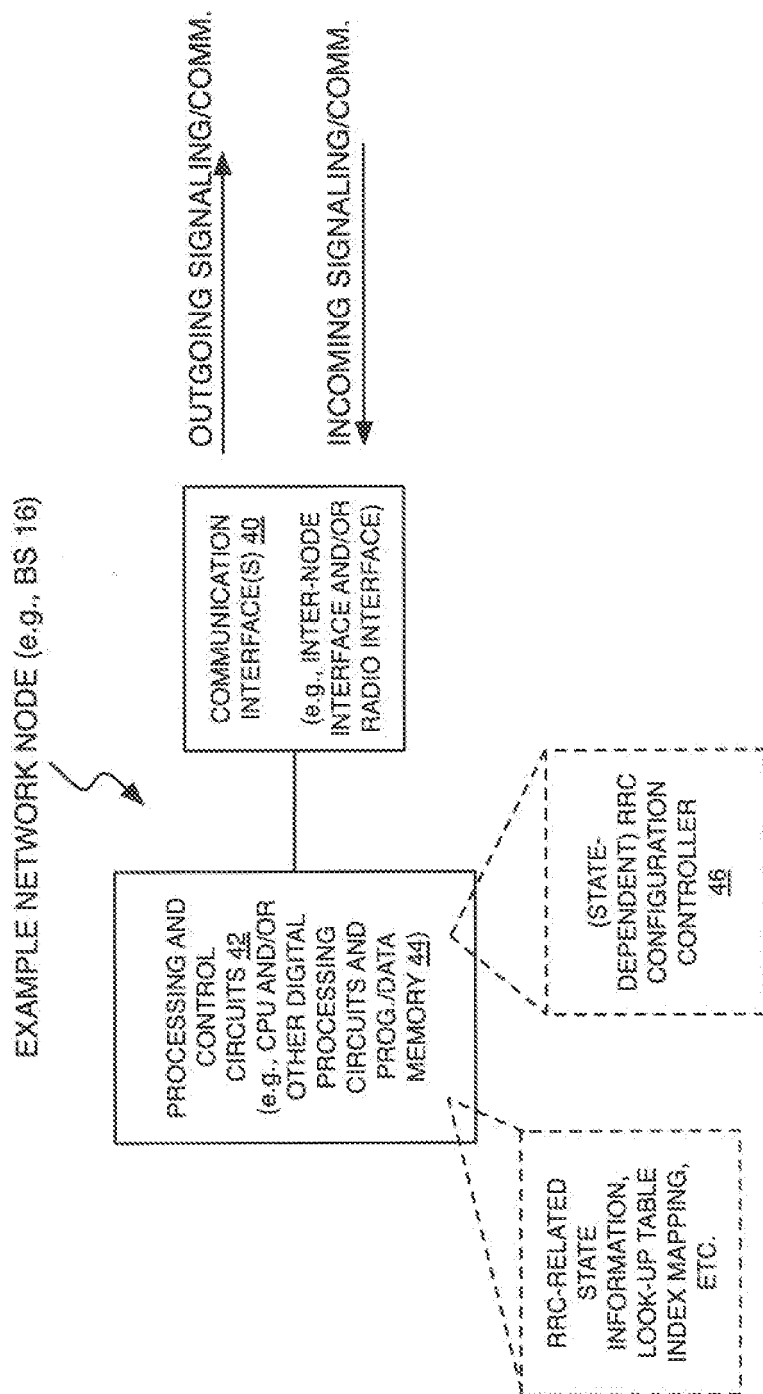 EXAMPLE NETWORK NODE (e.g., BS 16)
PROCESSING AND
CONTROL
CIRCUITS 42
(e.g., CPU AND/OR
OTHER DIGITAL
PROCESSING
CIRCUITS AND
PROG./DATA
MEMORY 44)
COMMUNICATION
INTERFACE(S) 40
(e.g., INTER-NODE
INTERFACE AND/OR
RADIO INTERFACE)
OUTGOING SIGNALING/COMM.
INCOMING SIGNALING/COMM.
RRC-RELATED
STATE
INFORMATION,
LOOK-UP TABLE
INDEX MAPPING,
ETC.
(STATE-
DEPENDENT) RRC
CONFIGURATION
CONTROLLER
46